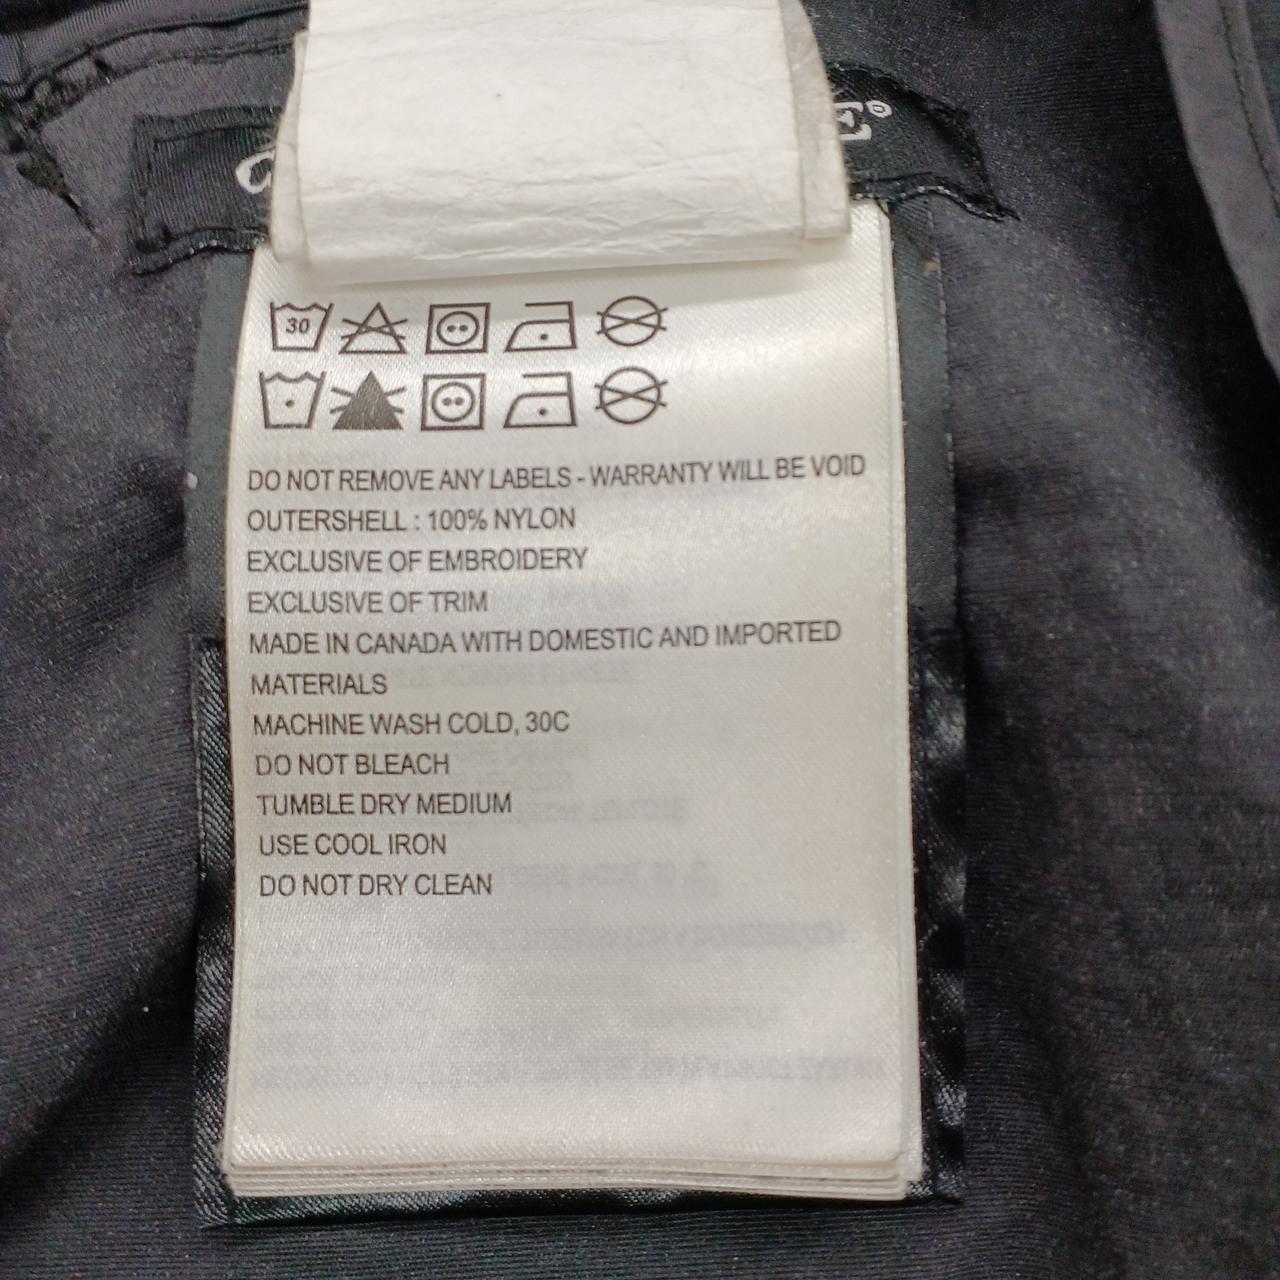 30
DO NOT REMOVE ANY LABELS - WARRANTY WILL BE VOID
OUTERSHELL : 100% NYLON
EXCLUSIVE OF EMBROIDERY
EXCLUSIVE OF TRIM
MADE IN CANADA WITH DOMESTIC AND IMPORTED
MATERIALS
MACHINE WASH COLD, 30C
DO NOT BLEACH
TUMBLE DRY MEDIUM
USE COOL IRON
DO NOT DRY CLEAN